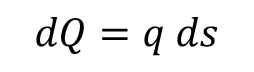 dQ = q ds